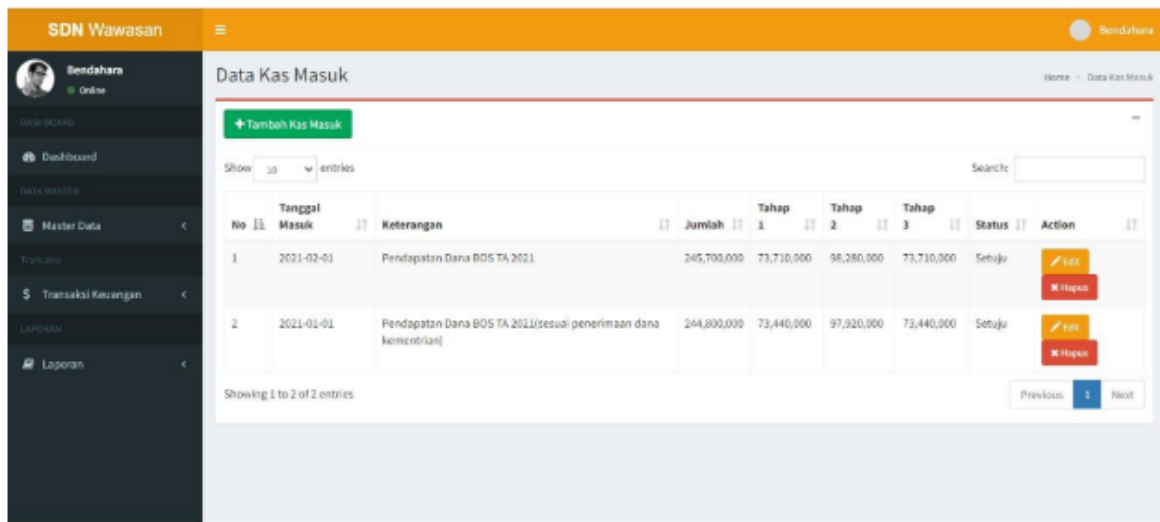 SDN Wawasan
Bendahara
Bendahara
Online
Data Kas Masuk
Home > Data Kas Masuk
DASHBOARD
Dashboard
DATA MASTER
Master Data
Transaksi
Transaksi Keuangan
LAPORAN
Laporan
+ Tambah Kas Masuk
Show 10 entries Search:
No Tanggal Masuk Keterangan Jumlah Tahap 1 Tahap 2 Tahap 3 Status Action
1 2021-02-01 Pendapatan Dana BOS TA 2021 245,700,000 73,710,000 98,280,000 73,710,000 Setuju Edit
Hapus
2 2021-01-01 Pendapatan Dana BOS TA 2021(sesuai penerimaan dana 244,800,000 73,440,000 97,920,000 73,440,000 Setuju Edit
kementrian) Hapus
Showing 1 to 2 of 2 entries
Previous 1 Next